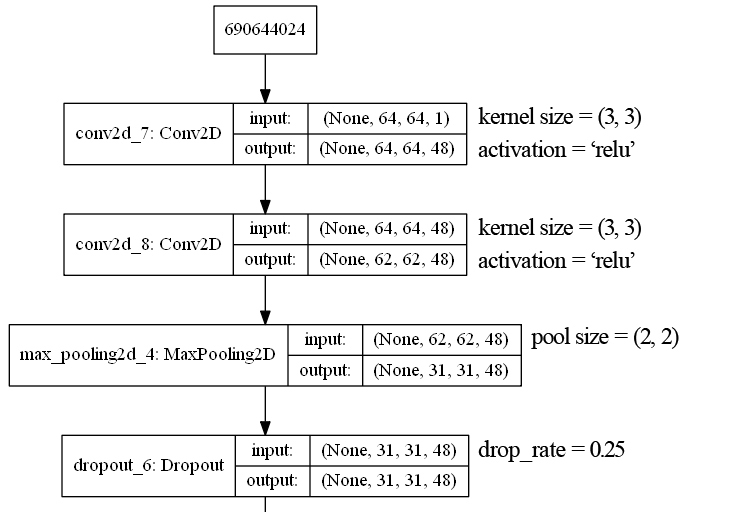 690644024
conv2d_7: Conv2D
input:
(None, 64, 64, 1)
output:
(None, 64, 64, 48)
kernel size = (3, 3)
activation = ‘relu’
conv2d_8: Conv2D
input:
(None, 64, 64, 48)
output:
(None, 62, 62, 48)
kernel size = (3, 3)
activation = ‘relu’
max_pooling2d_4: MaxPooling2D
input:
(None, 62, 62, 48)
output:
(None, 31, 31, 48)
pool size = (2, 2)
dropout_6: Dropout
input:
(None, 31, 31, 48)
output:
(None, 31, 31, 48)
drop_rate = 0.25